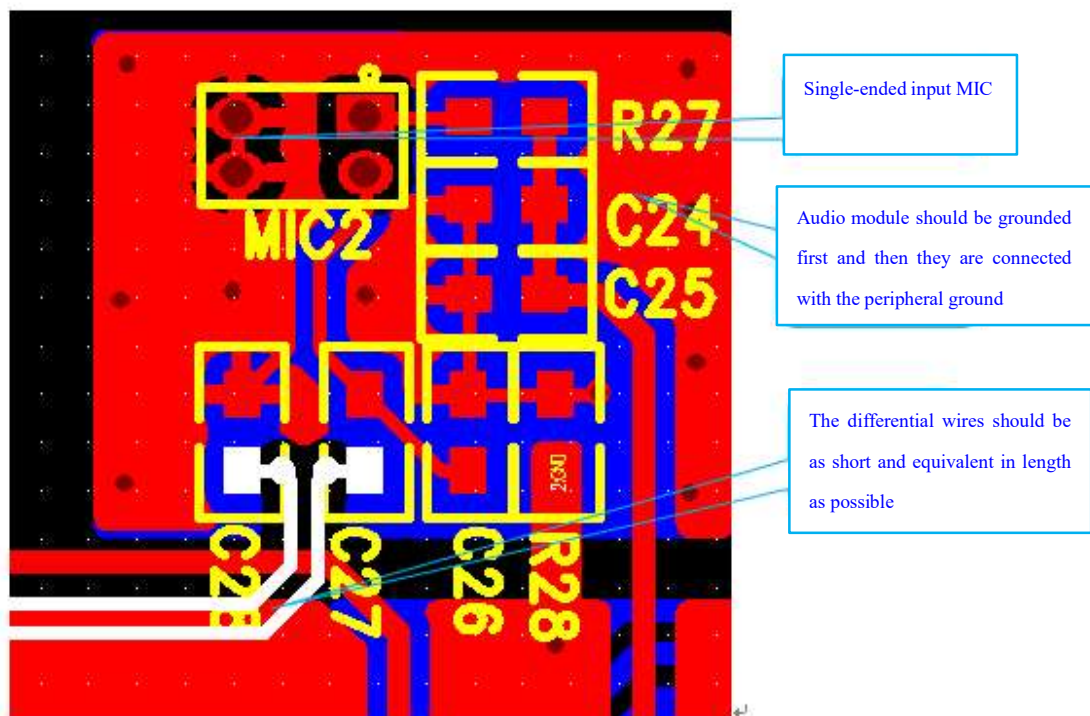 Single-ended input MIC
R27
MIC2
C24
Audio module should be grounded
first and then they are connected
with the peripheral ground
C25
The differential wires should be
as short and equivalent in length
as possible
C27
C26
R28